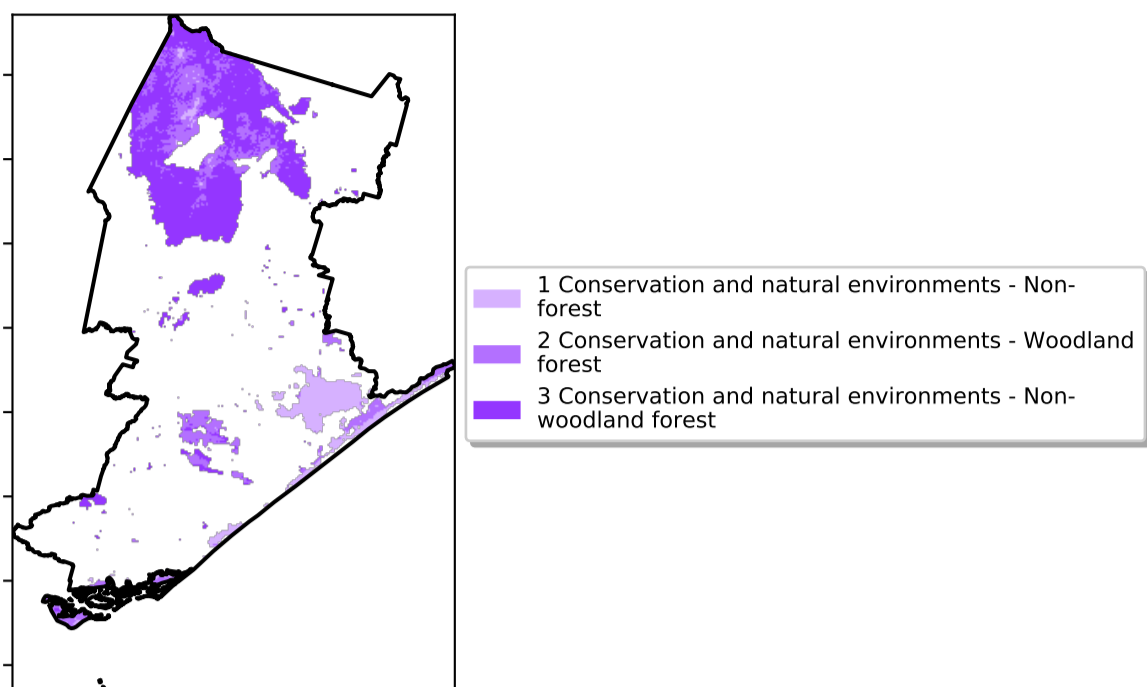 1 Conservation and natural environments - Non-
forest
2 Conservation and natural environments - Woodland
forest
3 Conservation and natural environments - Non-
woodland forest